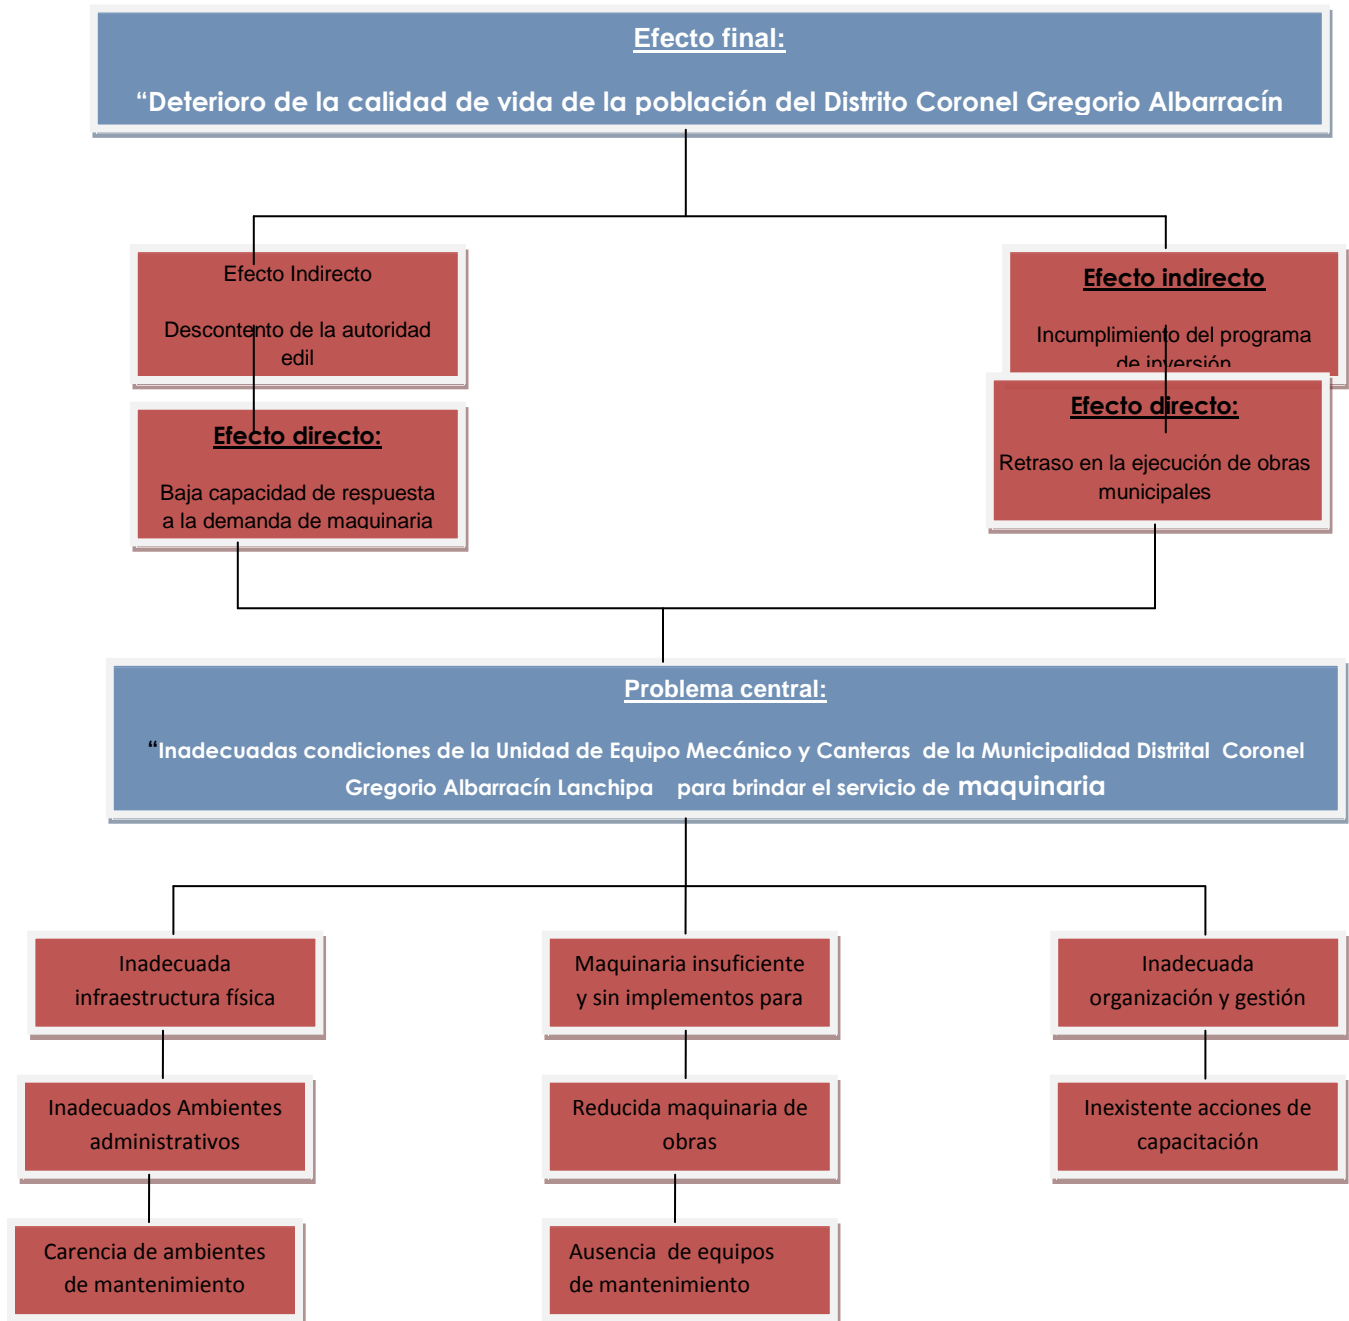 Efecto final:
“Deterioro de la calidad de vida de la población del Distrito Coronel Gregorio Albarracín
Efecto Indirecto
Descontento de la autoridad
edil
Efecto indirecto
Incumplimiento del programa
de inversión
Efecto directo:
Baja capacidad de respuesta
a la demanda de maquinaria
Efecto directo:
Retraso en la ejecución de obras
municipales
Problema central:
“Inadecuadas condiciones de la Unidad de Equipo Mecánico y Canteras de la Municipalidad Distrital Coronel
Gregorio Albarracín Lanchipa para brindar el servicio de maquinaria
Inadecuada
infraestructura física
Maquinaria insuficiente
y sin implementos para
Inadecuada
organización y gestión
Inadecuados Ambientes
administrativos
Reducida maquinaria de
obras
Inexistente acciones de
capacitación
Carencia de ambientes
de mantenimiento
Ausencia de equipos
de mantenimiento